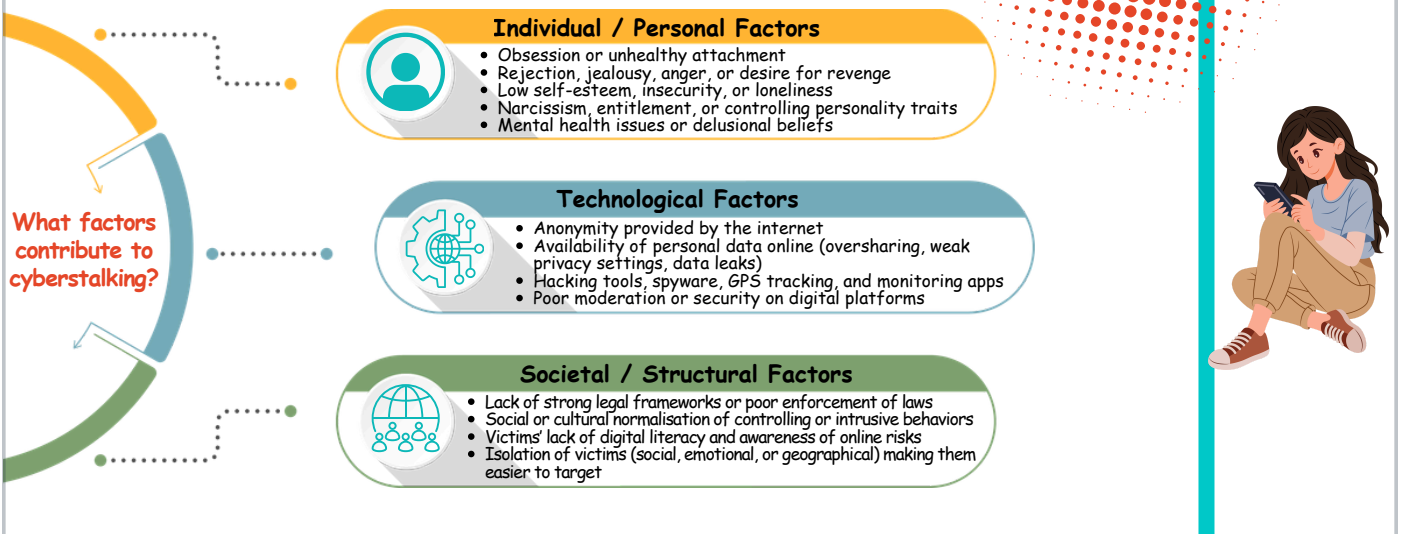 What factors
contribute to
cyberstalking?
Individual / Personal Factors
• Obsession or unhealthy attachment
• Rejection, jealousy, anger, or desire for revenge
• Low self-esteem, insecurity, or loneliness
• Narcissism, entitlement, or controlling personality traits
• Mental health issues or delusional beliefs
Technological Factors
• Anonymity provided by the internet
• Availability of personal data online (oversharing, weak
privacy settings, data leaks)
• Hacking tools, spyware, GPS tracking, and monitoring apps
• Poor moderation or security on digital platforms
Societal / Structural Factors
• Lack of strong legal frameworks or poor enforcement of laws
• Social or cultural normalisation of controlling or intrusive behaviors
• Victims’ lack of digital literacy and awareness of online risks
• Isolation of victims (social, emotional, or geographical) making them
easier to target